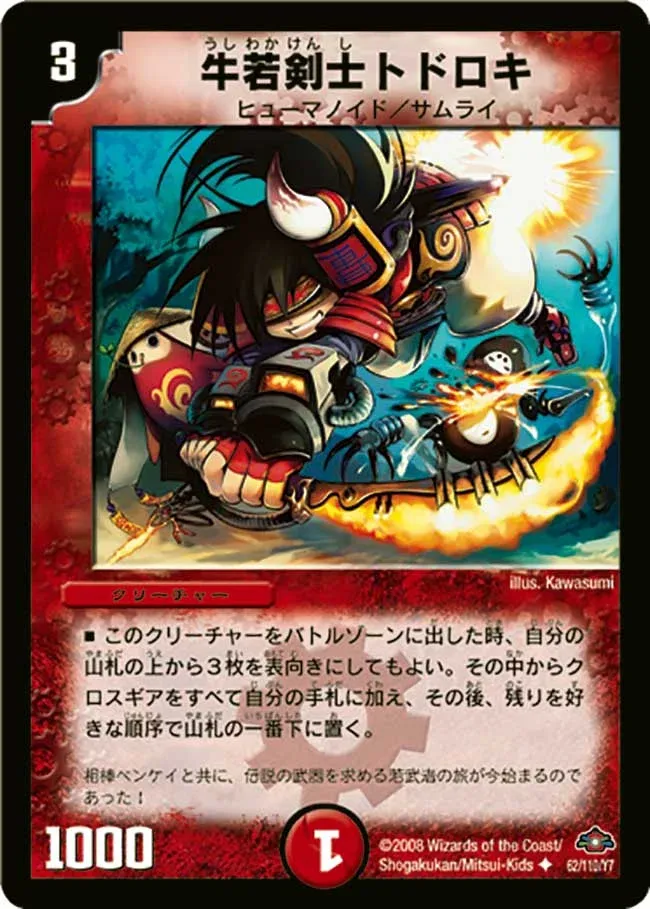 3
うしわかけんし
牛若剣士トドロキ
ヒューマノイド／サムライ
illus. Kawasumi
クリーチャー
■ このクリーチャーをバトルゾーンに出した時、自分の
山札の上から3枚を表向きにしてもよい。その中からク
ロスギアをすべて自分の手札に加え、その後、残りを好
きな順序で山札の一番下に置く。
相棒ベンケイと共に、伝説の武器を求める若武者の旅が今始まるので
あった！
1000
1
©2008 Wizards of the Coast/
Shogakukan/Mitsui-Kids
62/110/Y7